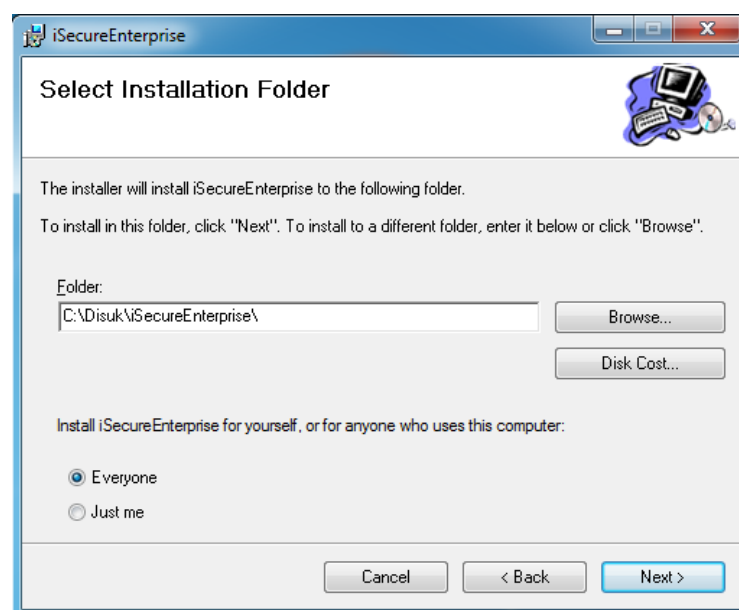 iSecureEnterprise
Select Installation Folder
The installer will install iSecureEnterprise to the following folder.
To install in this folder, click "Next". To install to a different folder, enter it below or click "Browse".
Folder:
C:\Disuk\iSecureEnterprise\
Browse...
Disk Cost...
Install iSecureEnterprise for yourself, or for anyone who uses this computer:
Everyone
Just me
Cancel
< Back
Next >